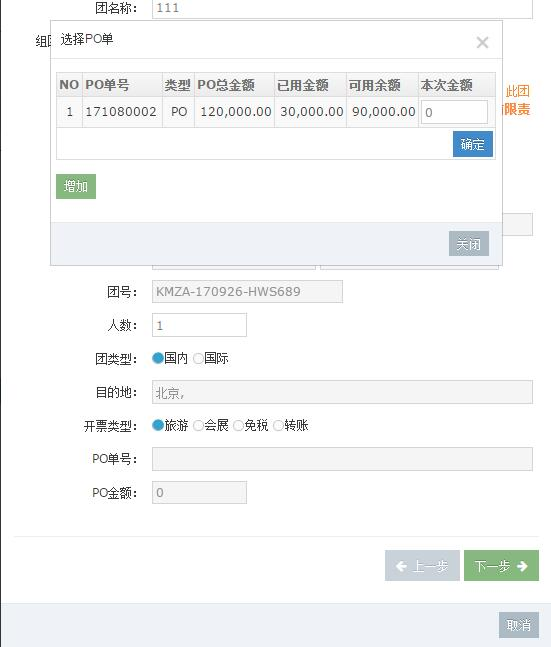 团名称： 111
组团
选择PO单 ×
此团
有限责
NO PO单号 类型 PO总金额 已用金额 可用余额 本次金额
1 171080002 PO 120,000.00 30,000.00 90,000.00 0
确定
增加
关闭
团号： KMZA-170926-HWS689
人数： 1
团类型： 国内 国际
目的地： 北京,
开票类型： 旅游 会展 免税 转账
PO单号：
PO金额： 0
上一步 下一步
取消